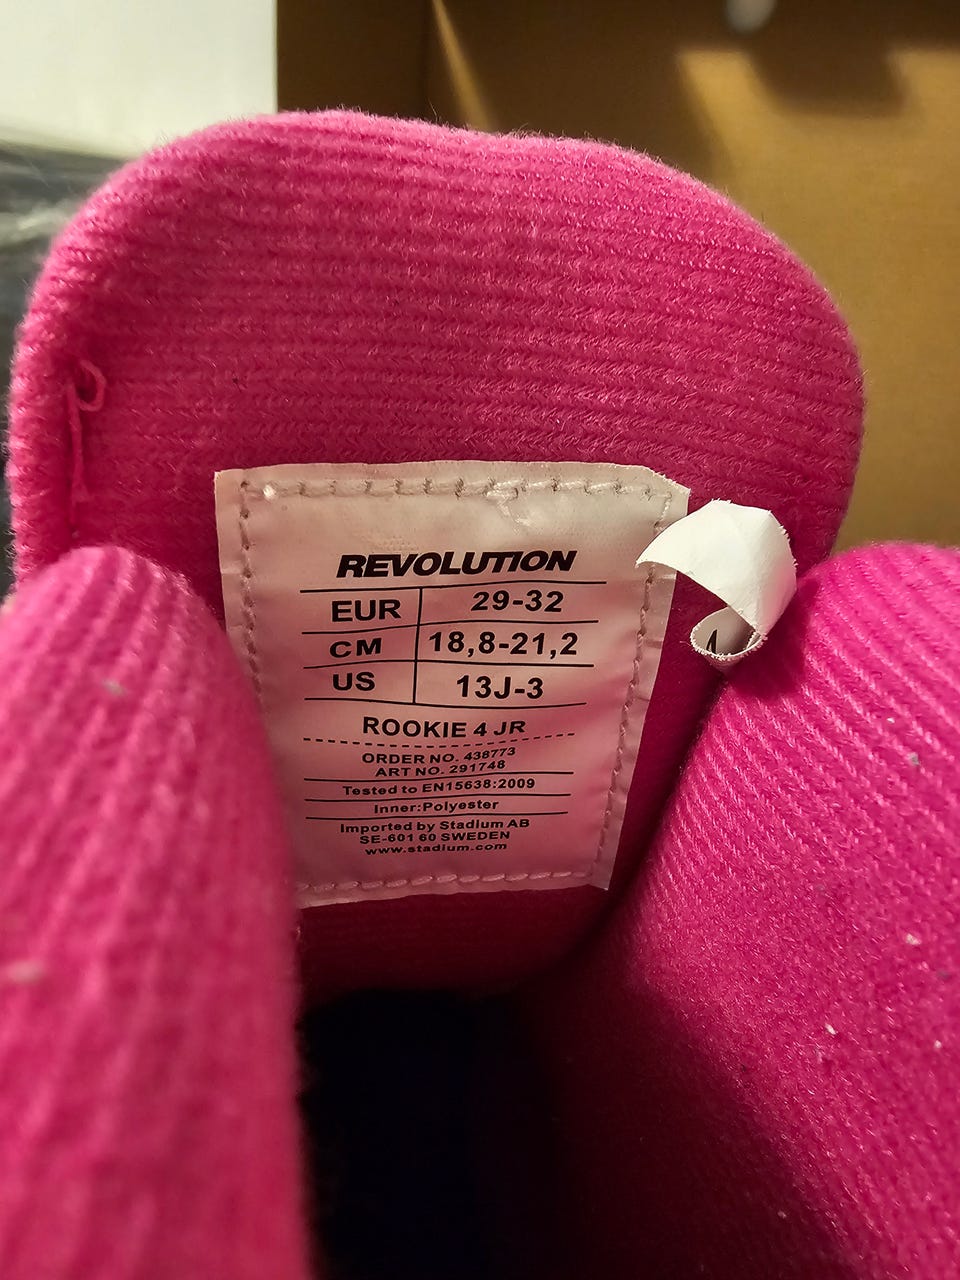 REVOLUTION
EUR 29-32
CM 18,8-21,2
US 13J-3
ROOKIE 4 JR
ORDER NO. 438773
ART NO. 291748
Tested to EN15638:2009
Inner:Polyester
Imported by Stadium AB
SE-601 60 SWEDEN
www.stadium.com